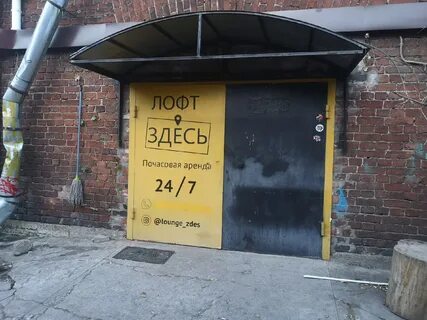 ЛОФТ
ЗДЕСЬ
Почасовая аренда
24/7
@lounge_zdes